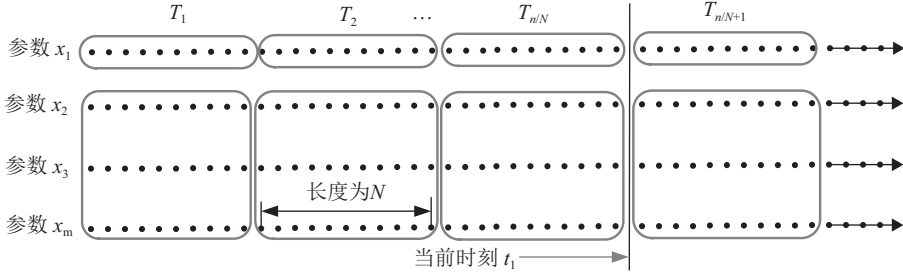 T₁ T₂ … Tₙ/N Tₙ/N+1
参数 x₁
参数 x₂
参数 x₃
长度为N
参数 xₘ
当前时刻 t₁